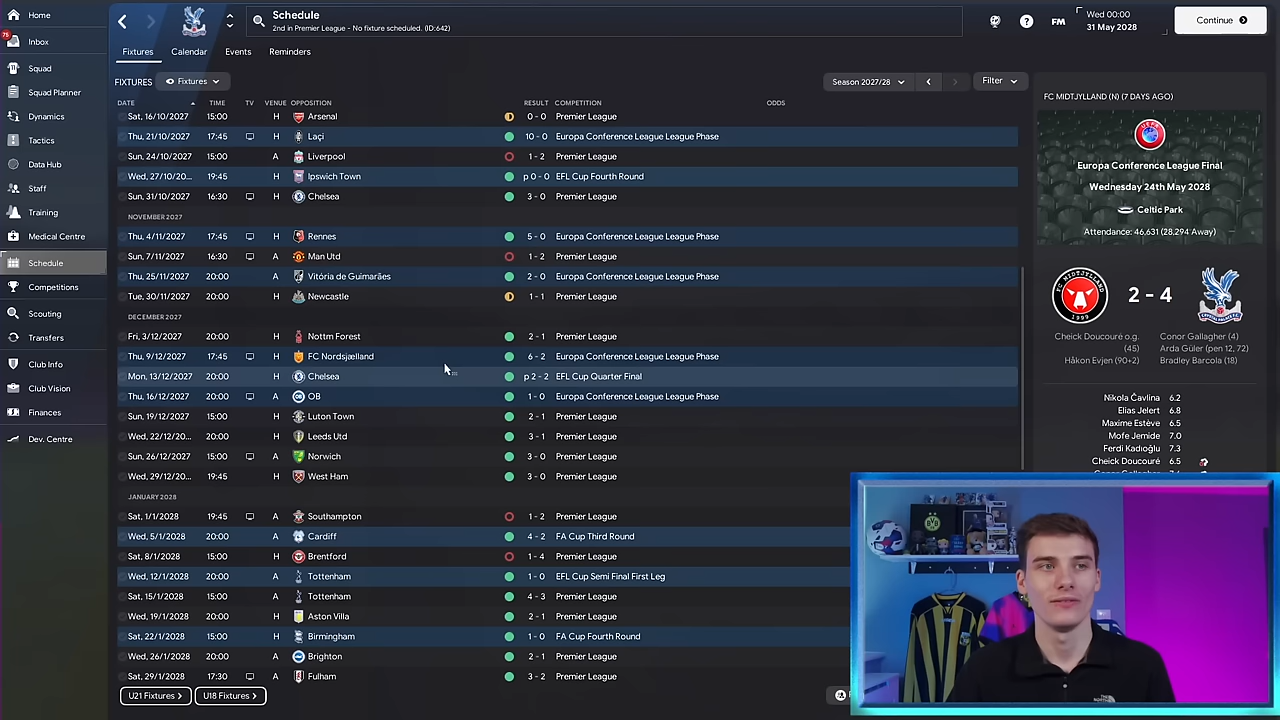 Home
75
Inbox
Squad
Squad Planner
Dynamics
Tactics
Data Hub
Staff
Training
Medical Centre
Schedule
Competitions
Scouting
Transfers
Club Info
Club Vision
Finances
Dev. Centre
Schedule
2nd in Premier League - No fixture scheduled. (ID:642)
FM
Wed 00:00
31 May 2028
Continue
Fixtures Calendar Events Reminders
FIXTURES Fixtures Season 2027/28 Filter
DATE TIME TV VENUE OPPOSITION RESULT COMPETITION ODDS
Sat, 16/10/2027 15:00 H Arsenal 0 - 0 Premier League
Thu, 21/10/2027 17:45 H Laçi 10 - 0 Europa Conference League League Phase
Sun, 24/10/2027 15:00 A Liverpool 1 - 2 Premier League
Wed, 27/10/20... 19:45 H Ipswich Town p 0 - 0 EFL Cup Fourth Round
Sun, 31/10/2027 16:30 H Chelsea 3 - 0 Premier League
NOVEMBER 2027
Thu, 4/11/2027 17:45 H Rennes 5 - 0 Europa Conference League League Phase
Sun, 7/11/2027 16:30 A Man Utd 1 - 2 Premier League
Thu, 25/11/2027 20:00 A Vitória de Guimarães 2 - 0 Europa Conference League League Phase
Tue, 30/11/2027 20:00 H Newcastle 1 - 1 Premier League
DECEMBER 2027
Fri, 3/12/2027 20:00 A Nottm Forest 2 - 1 Premier League
Thu, 9/12/2027 17:45 H FC Nordsjælland 6 - 2 Europa Conference League League Phase
Mon, 13/12/2027 20:00 H Chelsea p 2 - 2 EFL Cup Quarter Final
Thu, 16/12/2027 20:00 A OB 1 - 0 Europa Conference League League Phase
Sun, 19/12/2027 15:00 H Luton Town 2 - 1 Premier League
Wed, 22/12/20... 20:00 H Leeds Utd 3 - 1 Premier League
Sun, 26/12/2027 15:00 A Norwich 3 - 0 Premier League
Wed, 29/12/20... 19:45 H West Ham 3 - 0 Premier League
JANUARY 2028
Sat, 1/1/2028 19:45 A Southampton 1 - 2 Premier League
Wed, 5/1/2028 20:00 A Cardiff 4 - 2 FA Cup Third Round
Sat, 8/1/2028 15:00 H Brentford 1 - 4 Premier League
Wed, 12/1/2028 20:00 A Tottenham 1 - 0 EFL Cup Semi Final First Leg
Sat, 15/1/2028 15:00 A Tottenham 4 - 3 Premier League
Wed, 19/1/2028 20:00 H Aston Villa 2 - 1 Premier League
Sat, 22/1/2028 15:00 H Birmingham 1 - 0 FA Cup Fourth Round
Wed, 26/1/2028 20:00 A Brighton 2 - 1 Premier League
Sat, 29/1/2028 17:30 A Fulham 3 - 2 Premier League
U21 Fixtures U18 Fixtures
FC MIDTJYLLAND (N) (7 DAYS AGO)
Europa Conference League Final
Wednesday 24th May 2028
Celtic Park
Attendance: 46,631 (28,294 Away)
2 - 4
Cheick Doucouré o.g.
(45)
Håkon Evjen (90+2)
Conor Gallagher (4)
Arda Güler (pen 12, 72)
Bradley Barcola (18)
Nikola Čavlina 6.2
Elias Jelert 6.8
Maxime Estève 6.5
Mofe Jemide 7.0
Ferdi Kadıoğlu 7.3
Cheick Doucouré 6.5
BVB